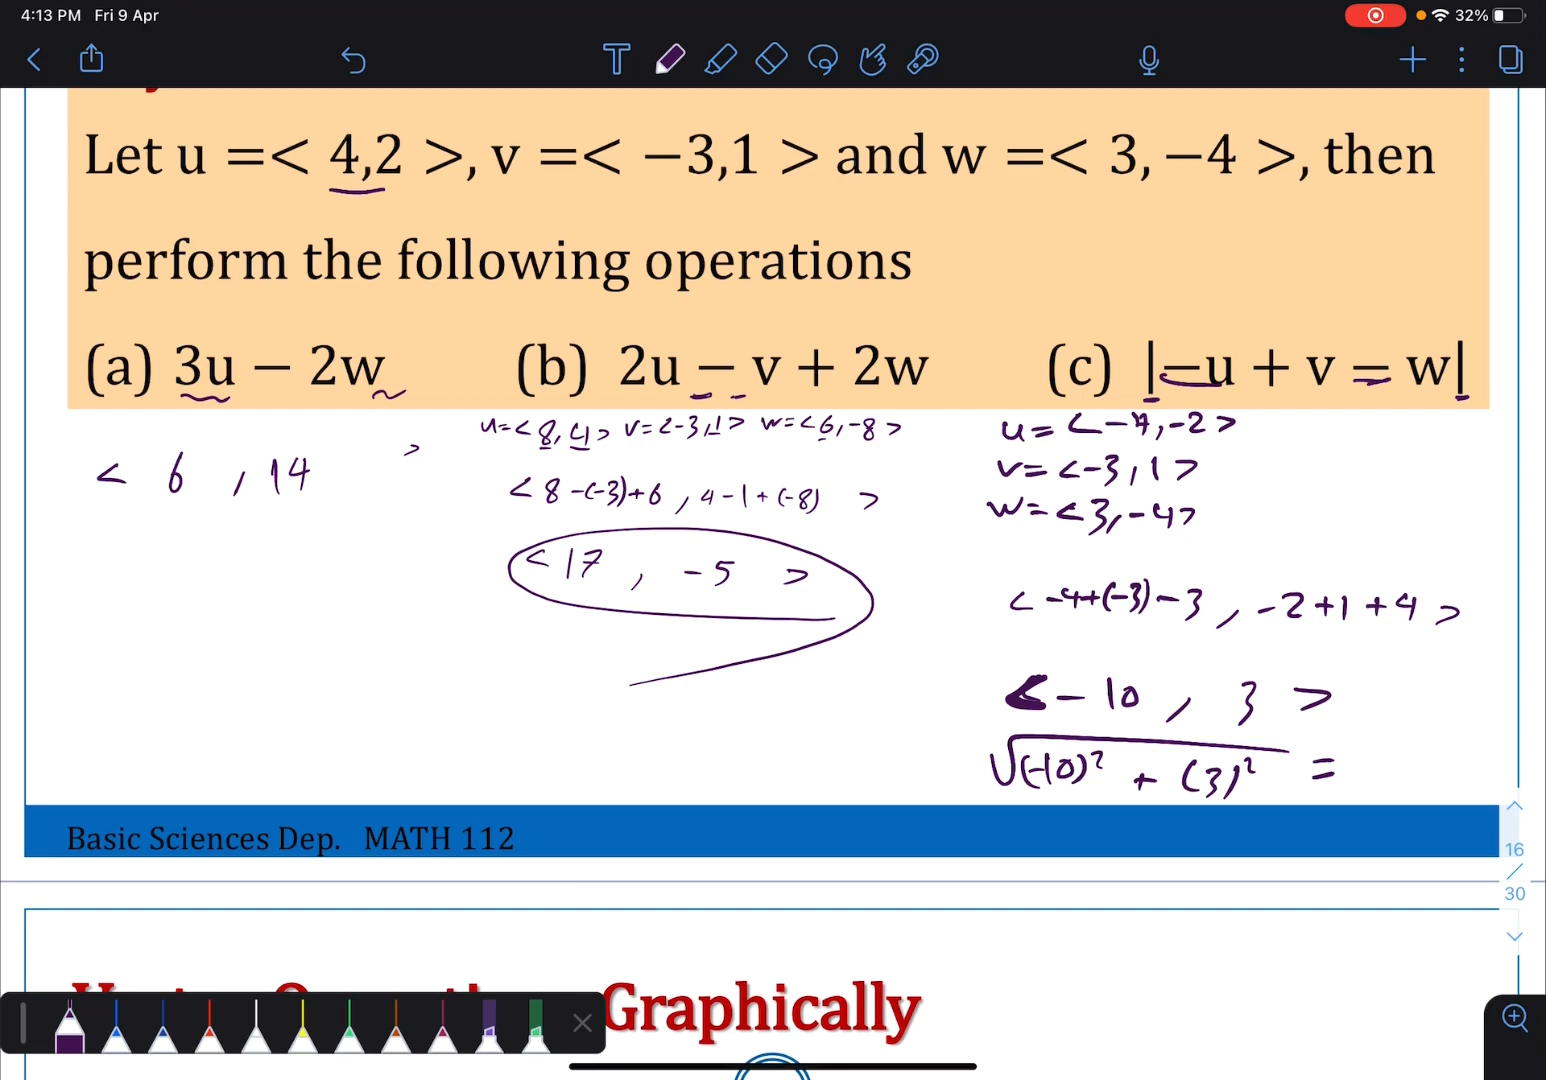 4:13 PM Fri 9 Apr
32%
Let u =< 4,2 >, v =< −3,1 > and w =< 3, −4 >, then
perform the following operations
(a) 3u − 2w (b) 2u − v + 2w (c) |−u + v − w|
< 6 , 14 >
u=<8,4> v=<-3,1> w=<6,-8>
< 8-(-3)+6 , 4-1+(-8) >
<17 , -5 >
u= <-4,-2>
v= <-3,1>
w= <3,-4>
< -4+(-3)-3 , -2+1+4 >
<-10 , 3 >
√(-10)² + (3)² =
Basic Sciences Dep. MATH 112
16
/
30
Graphically